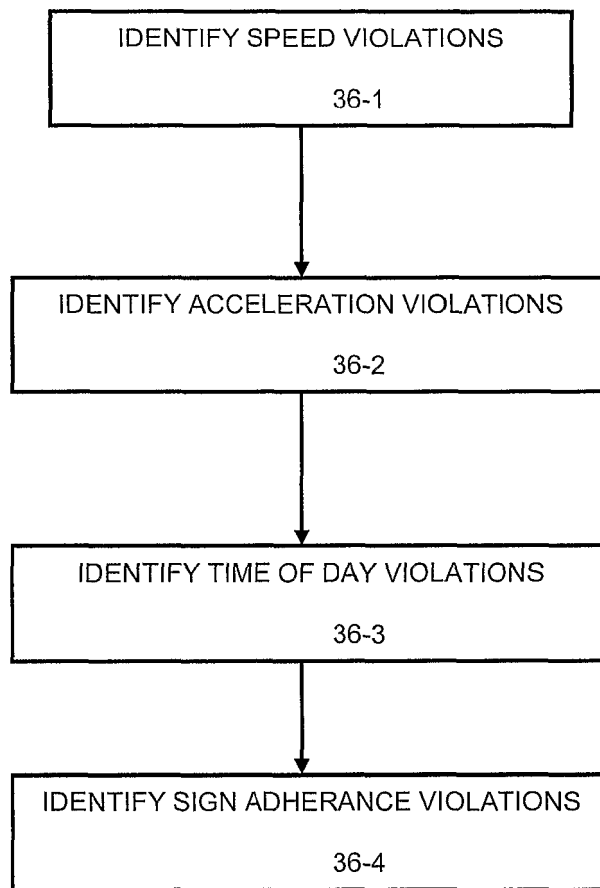 IDENTIFY SPEED VIOLATIONS
36-1
IDENTIFY ACCELERATION VIOLATIONS
36-2
IDENTIFY TIME OF DAY VIOLATIONS
36-3
IDENTIFY SIGN ADHERANCE VIOLATIONS
36-4